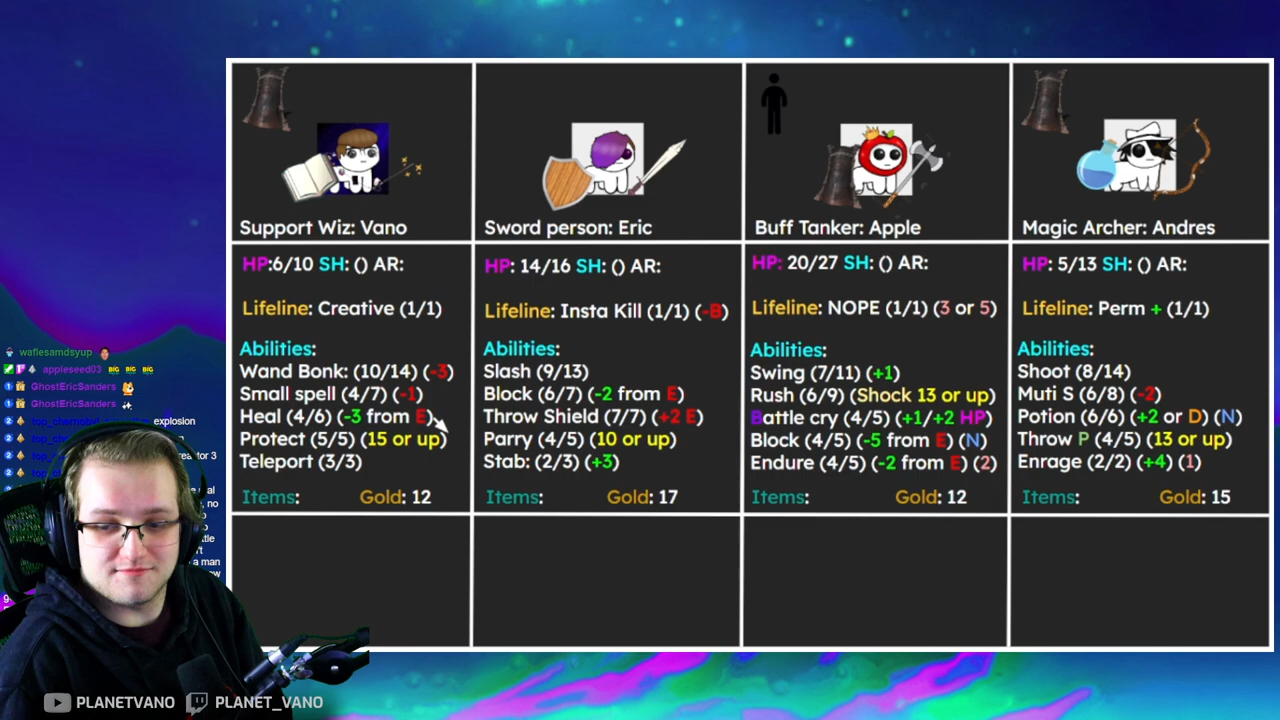 Support Wiz: Vano
Sword person: Eric
Buff Tanker: Apple
Magic Archer: Andres
HP:6/10 SH: () AR:
Lifeline: Creative (1/1)
Abilities:
Wand Bonk: (10/14) (-3)
Small spell (4/7) (-1)
Heal (4/6) (-3 from E)
Protect (5/5) (15 or up)
Teleport (3/3)
Items: Gold: 12
HP: 14/16 SH: () AR:
Lifeline: Insta Kill (1/1) (-B)
Abilities:
Slash (9/13)
Block (6/7) (-2 from E)
Throw Shield (7/7) (+2 E)
Parry (4/5) (10 or up)
Stab: (2/3) (+3)
Items: Gold: 17
HP: 20/27 SH: () AR:
Lifeline: NOPE (1/1) (3 or 5)
Abilities:
Swing (7/11) (+1)
Rush (6/9) (Shock 13 or up)
Battle cry (4/5) (+1/+2 HP)
Block (4/5) (-5 from E) (N)
Endure (4/5) (-2 from E) (2)
Items: Gold: 12
HP: 5/13 SH: () AR:
Lifeline: Perm + (1/1)
Abilities:
Shoot (8/14)
Muti S (6/8) (-2)
Potion (6/6) (+2 or D) (N)
Throw P (4/5) (13 or up)
Enrage (2/2) (+4) (1)
Items: Gold: 15
waflesamdsyup
appleseed03 BIG BIG BIG
GhostEricSanders
GhostEricSanders
explosion
a man
PLANETVANO PLANET_VANO